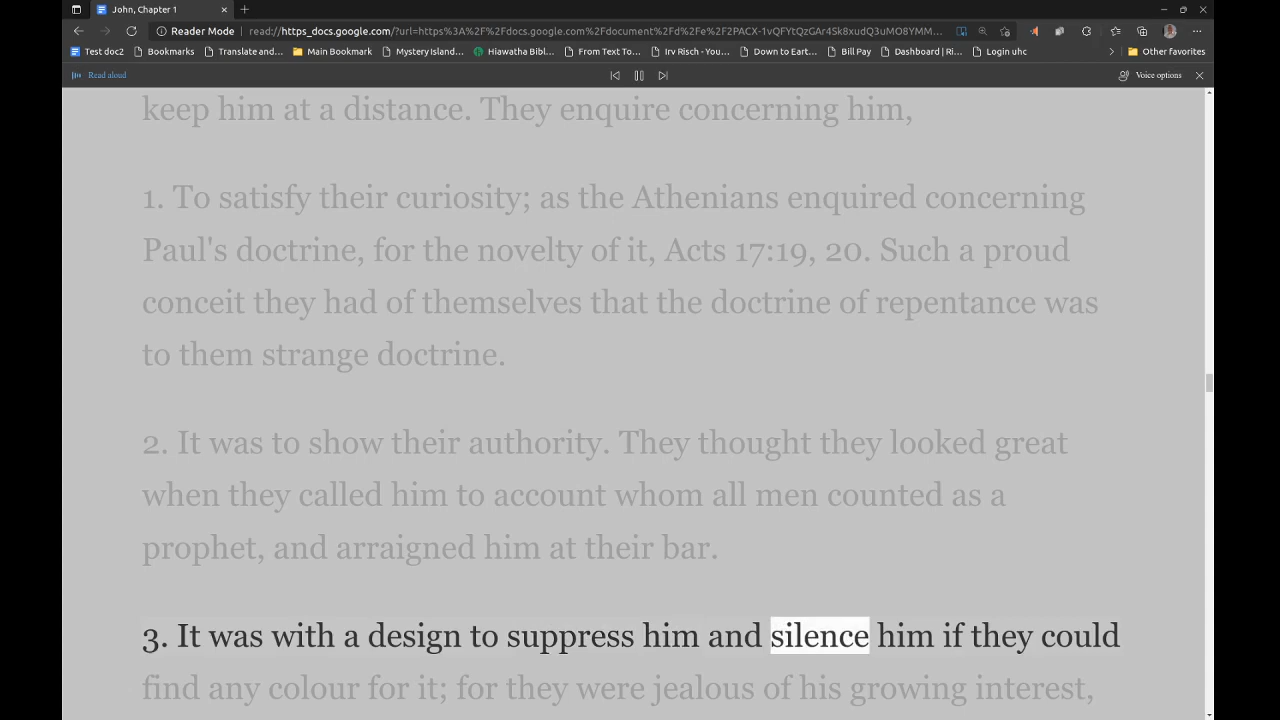 John, Chapter 1
Reader Mode
read://https_docs.google.com/?url=https%3A%2F%2Fdocs.google.com%2Fdocument%2Fd%2Fe%2F2PACX-1vQFYtQzGAr4Sk8xudQ3uMO8YMM...
Test doc2 Bookmarks Translate and... Main Bookmark Mystery Island... Hiawatha Bibl... From Text To... Irv Risch - You... Down to Eart... Bill Pay Dashboard | Ri... Login uhc Other favorites
Read aloud Voice options
keep him at a distance. They enquire concerning him,
1. To satisfy their curiosity; as the Athenians enquired concerning
Paul's doctrine, for the novelty of it, Acts 17:19, 20. Such a proud
conceit they had of themselves that the doctrine of repentance was
to them strange doctrine.
2. It was to show their authority. They thought they looked great
when they called him to account whom all men counted as a
prophet, and arraigned him at their bar.
3. It was with a design to suppress him and silence him if they could
find any colour for it; for they were jealous of his growing interest,